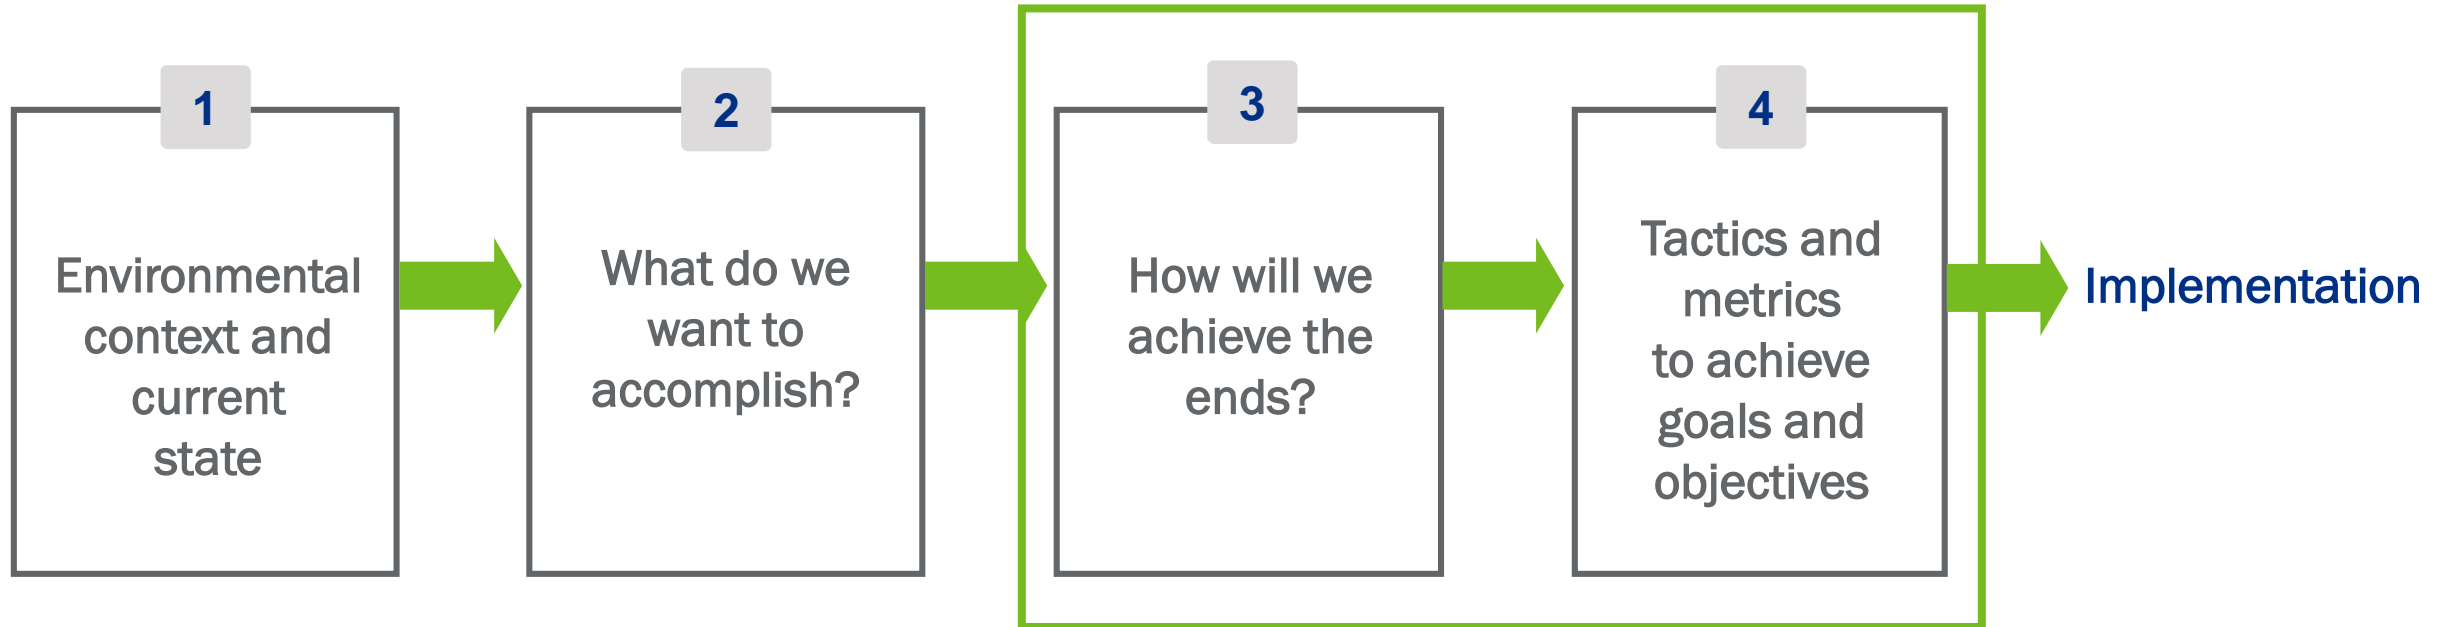 1
Environmental
context and
current
state
2
What do we
want to
accomplish?
3
How will we
achieve the
ends?
4
Tactics and
metrics
to achieve
goals and
objectives
Implementation